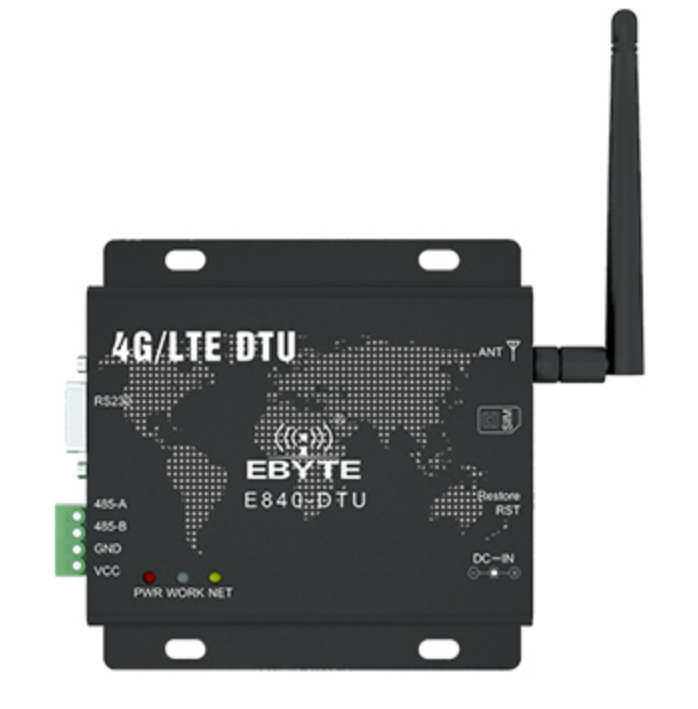 4G/LTE DTU
ANT
RS232
SIM
®
EBYTE
E840-DTU
485-A
485-B
GND
VCC
Restore
RST
DC-IN
PWR WORK NET